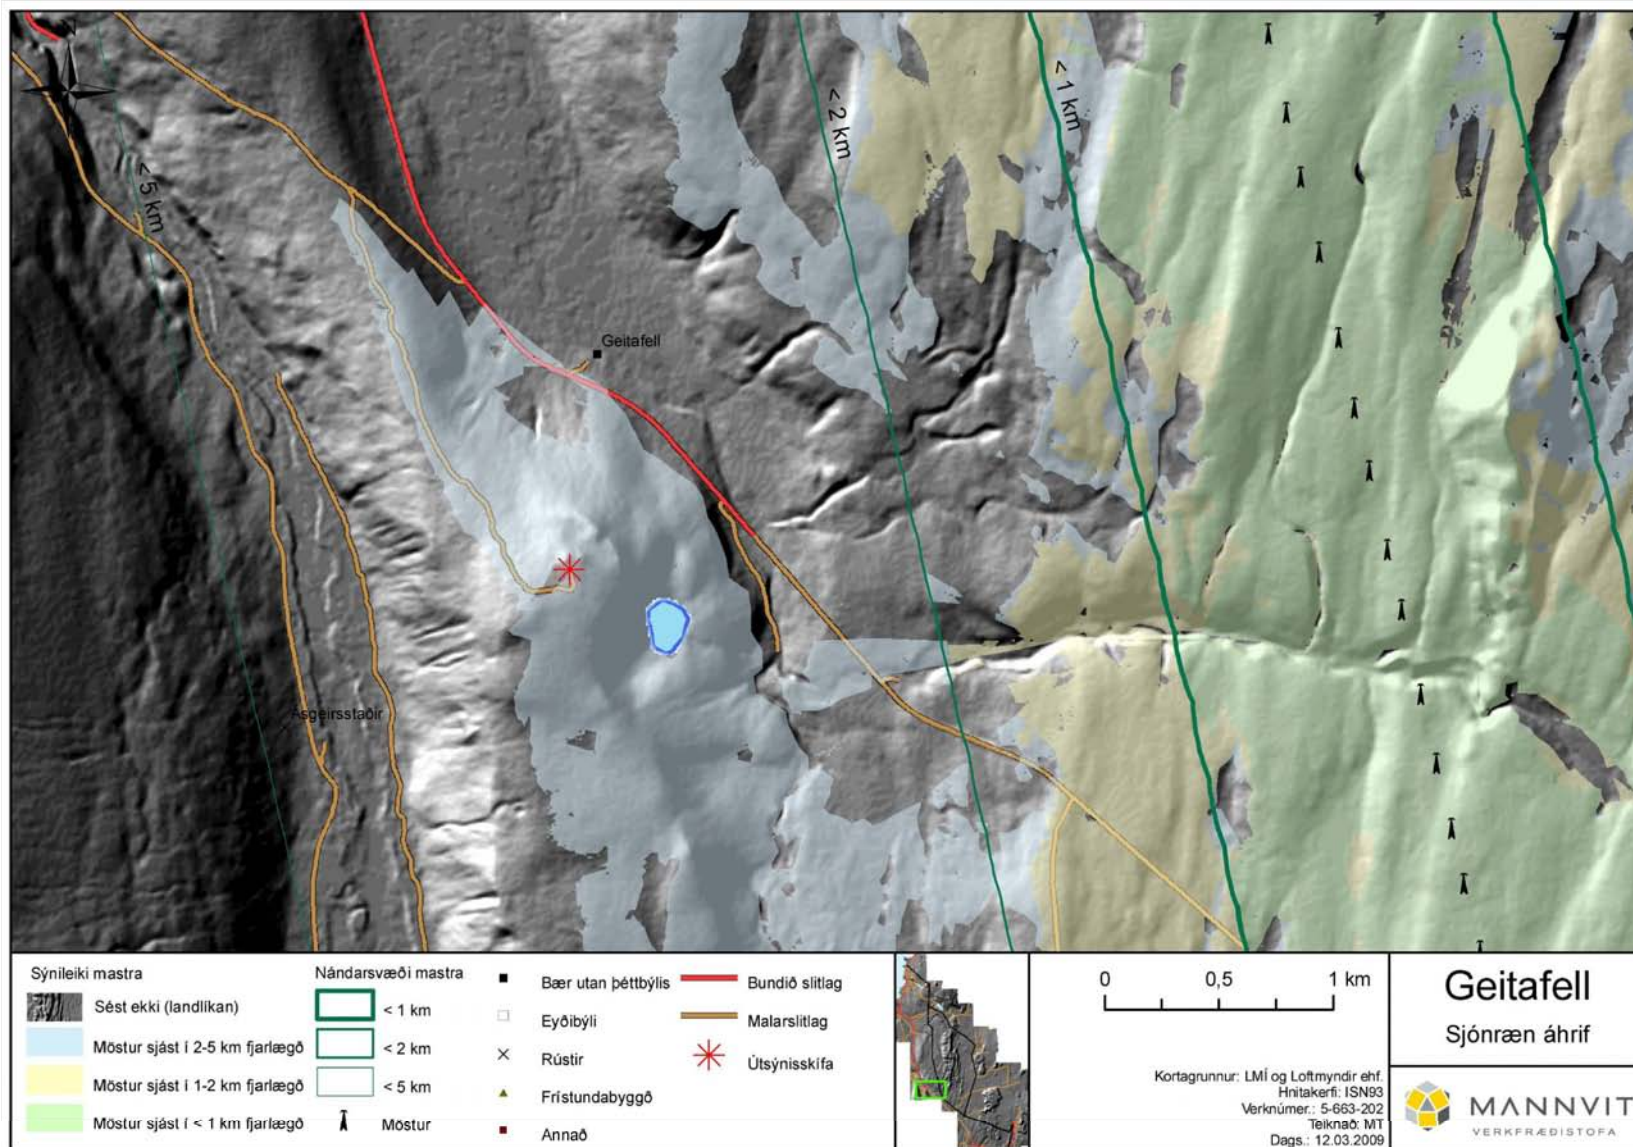 < 5 km
< 2 km
< 1 km
Geitafell
Ásgeirsstaðir
Sýnileiki mastra
Sést ekki (landlíkan)
Möstur sjást í 2-5 km fjarlægð
Möstur sjást í 1-2 km fjarlægð
Möstur sjást í < 1 km fjarlægð
Nándarsvæði mastra
< 1 km
< 2 km
< 5 km
Möstur
Bær utan þéttbýlis
Eyðibýli
Rústir
Frístundabyggð
Annað
Bundið slitlag
Malarslitlag
Útsýnisskífa
0 0,5 1 km
Kortagrunnur: LMÍ og Loftmyndir ehf.
Hnitakerfi: ISN93
Verknúmer.: 5-663-202
Teiknað: MT
Dags.: 12.03.2009
Geitafell
Sjónræn áhrif
MANNVIT
VERKFRÆÐISTOFA